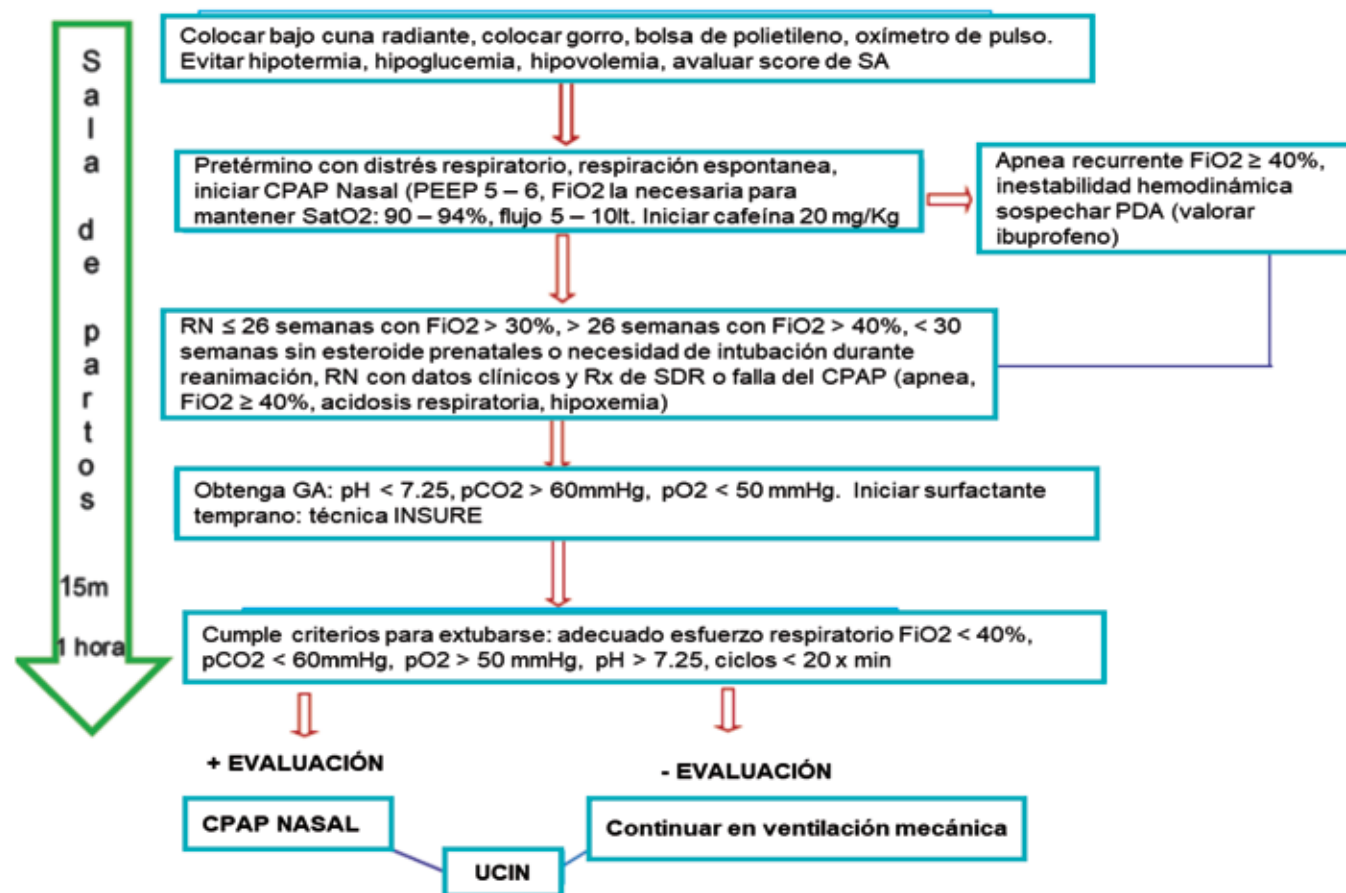 Colocar bajo cuna radiante, colocar gorro, bolsa de polietileno, oxímetro de pulso.
Evitar hipotermia, hipoglucemia, hipovolemia, avaluar score de SA
Sala de partos
15m
1 hora
Pretérmino con distrés respiratorio, respiración espontanea,
iniciar CPAP Nasal (PEEP 5 – 6, FiO2 la necesaria para
mantener SatO2: 90 – 94%, flujo 5 – 10lt. Iniciar cafeína 20 mg/Kg
Apnea recurrente FiO2 ≥ 40%,
inestabilidad hemodinámica
sospechar PDA (valorar
ibuprofeno)
RN ≤ 26 semanas con FiO2 > 30%, > 26 semanas con FiO2 > 40%, < 30
semanas sin esteroide prenatales o necesidad de intubación durante
reanimación, RN con datos clínicos y Rx de SDR o falla del CPAP (apnea,
FiO2 ≥ 40%, acidosis respiratoria, hipoxemia)
Obtenga GA: pH < 7.25, pCO2 > 60mmHg, pO2 < 50 mmHg. Iniciar surfactante
temprano: técnica INSURE
Cumple criterios para extubarse: adecuado esfuerzo respiratorio FiO2 < 40%,
pCO2 < 60mmHg, pO2 > 50 mmHg, pH > 7.25, ciclos < 20 x min
+ EVALUACIÓN
- EVALUACIÓN
CPAP NASAL
Continuar en ventilación mecánica
UCIN